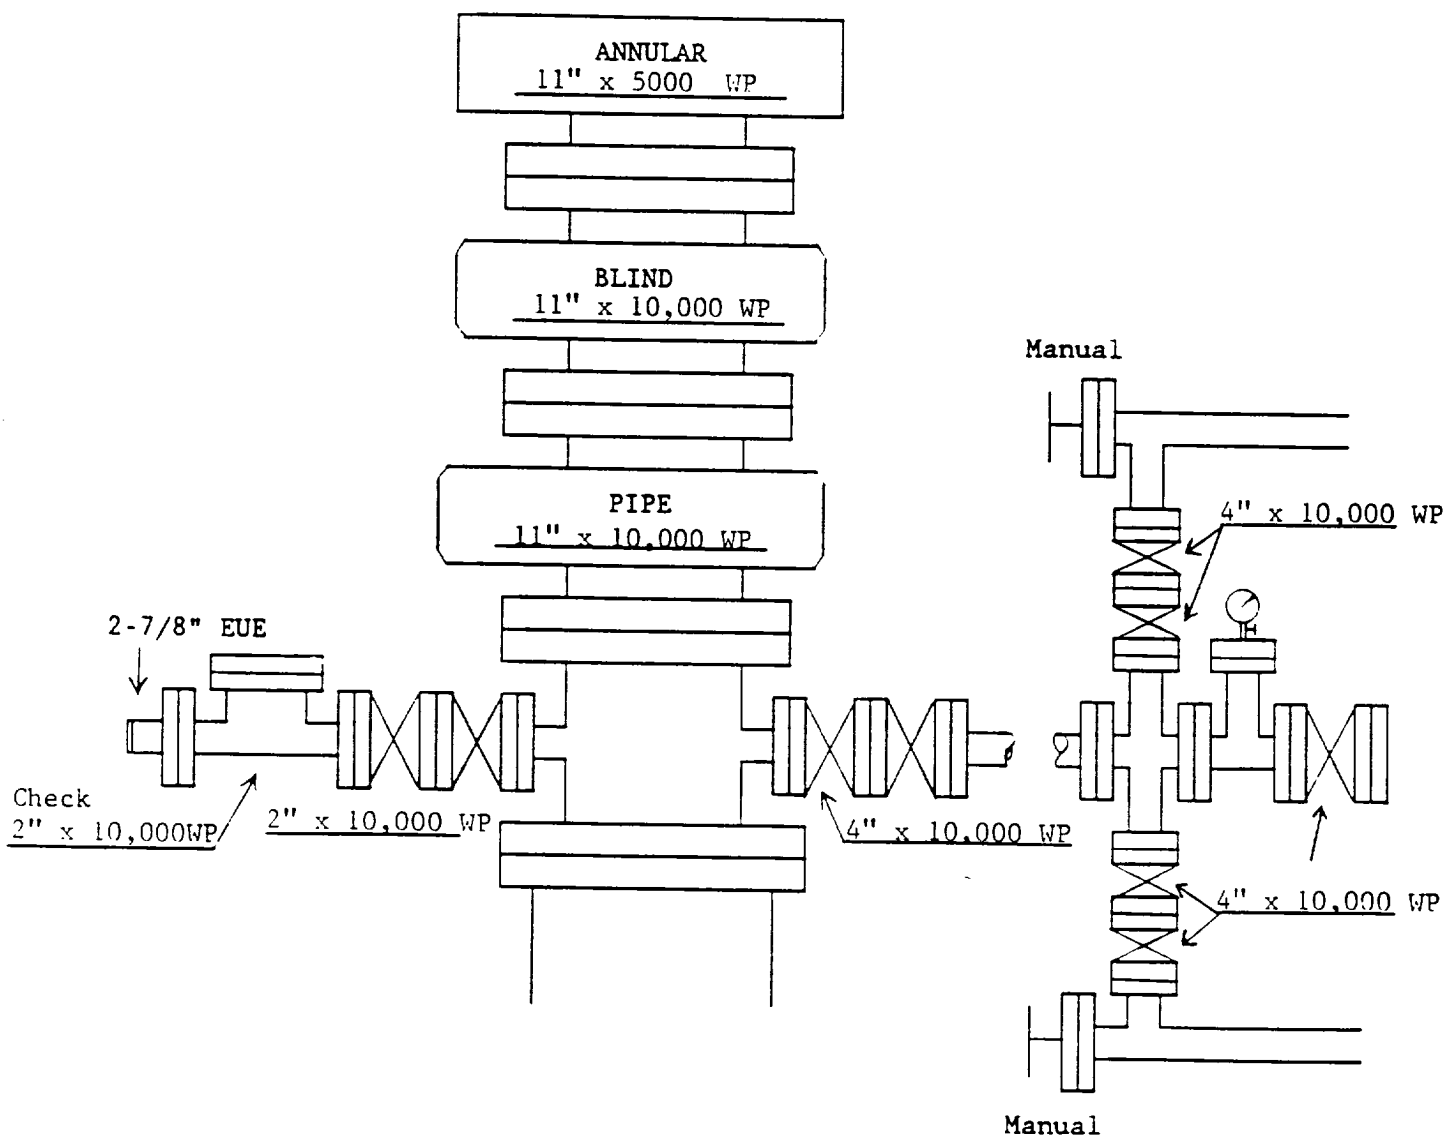 ANNULAR
11" x 5000 WP
BLIND
11" x 10,000 WP
Manual
PIPE
11" x 10,000 WP
4" x 10,000 WP
2-7/8" EUE
Check
2" x 10,000WP
2" x 10,000 WP
4" x 10,000 WP
4" x 10,000 WP
Manual